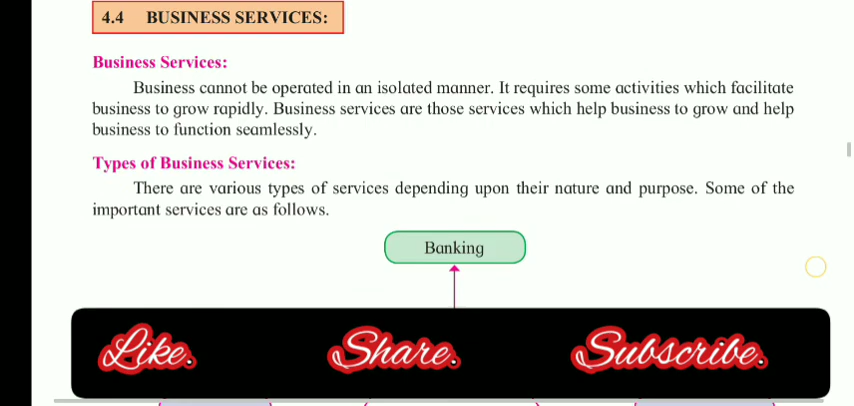 4.4 BUSINESS SERVICES:
Business Services:
Business cannot be operated in an isolated manner. It requires some activities which facilitate
business to grow rapidly. Business services are those services which help business to grow and help
business to function seamlessly.
Types of Business Services:
There are various types of services depending upon their nature and purpose. Some of the
important services are as follows.
Banking
Like. Share. Subscribe.